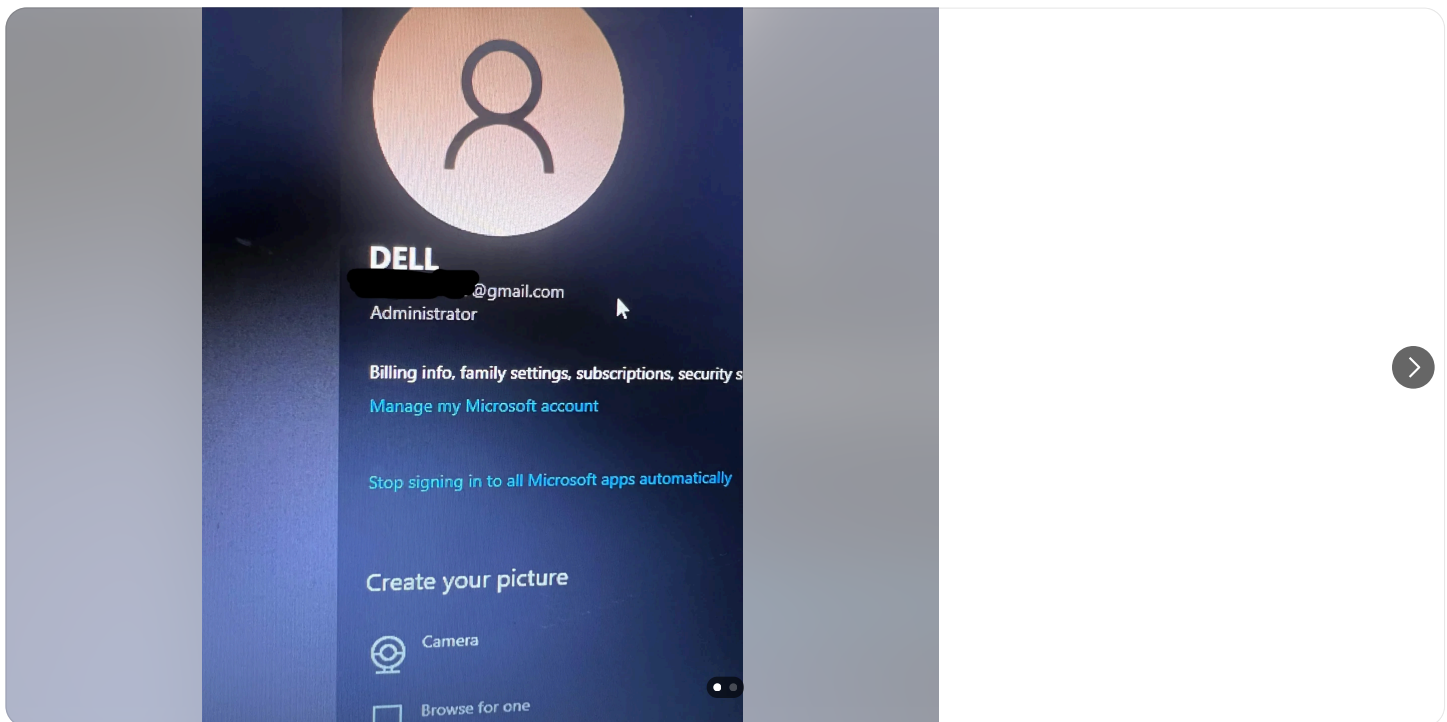 DELL
@gmail.com
Administrator
Billing info, family settings, subscriptions, security s
Manage my Microsoft account
Stop signing in to all Microsoft apps automatically
Create your picture
Camera
Browse for one